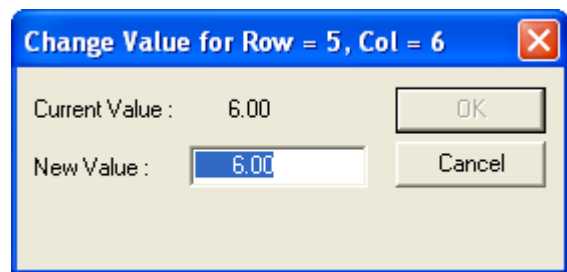 Change Value for Row = 5, Col = 6
Current Value : 6.00 OK
New Value : 6.00 Cancel